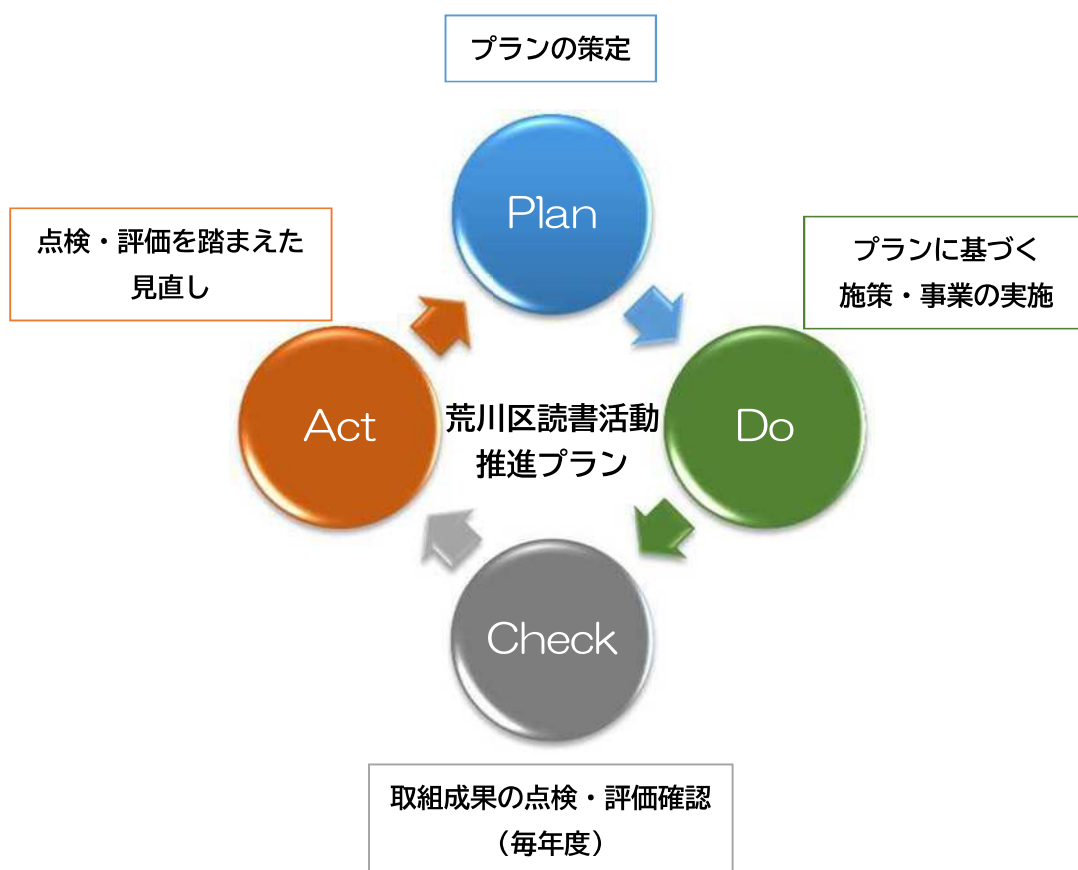 プランの策定
Plan
点検・評価を踏まえた
見直し
プランに基づく
施策・事業の実施
Act
荒川区読書活動
推進プラン
Do
Check
取組成果の点検・評価確認
（毎年度）